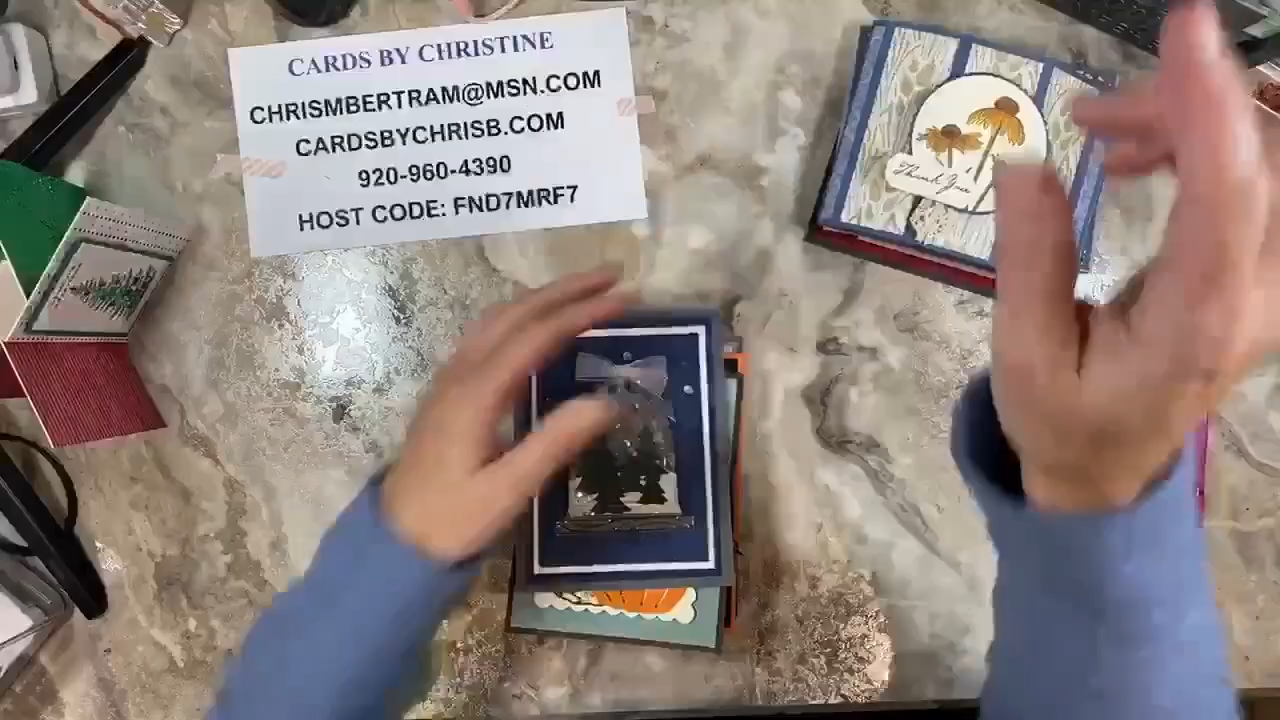 CARDS BY CHRISTINE
CHRISMBERTRAM@MSN.COM
CARDSBYCHRISB.COM
920-960-4390
HOST CODE: FND7MRF7
Thank You